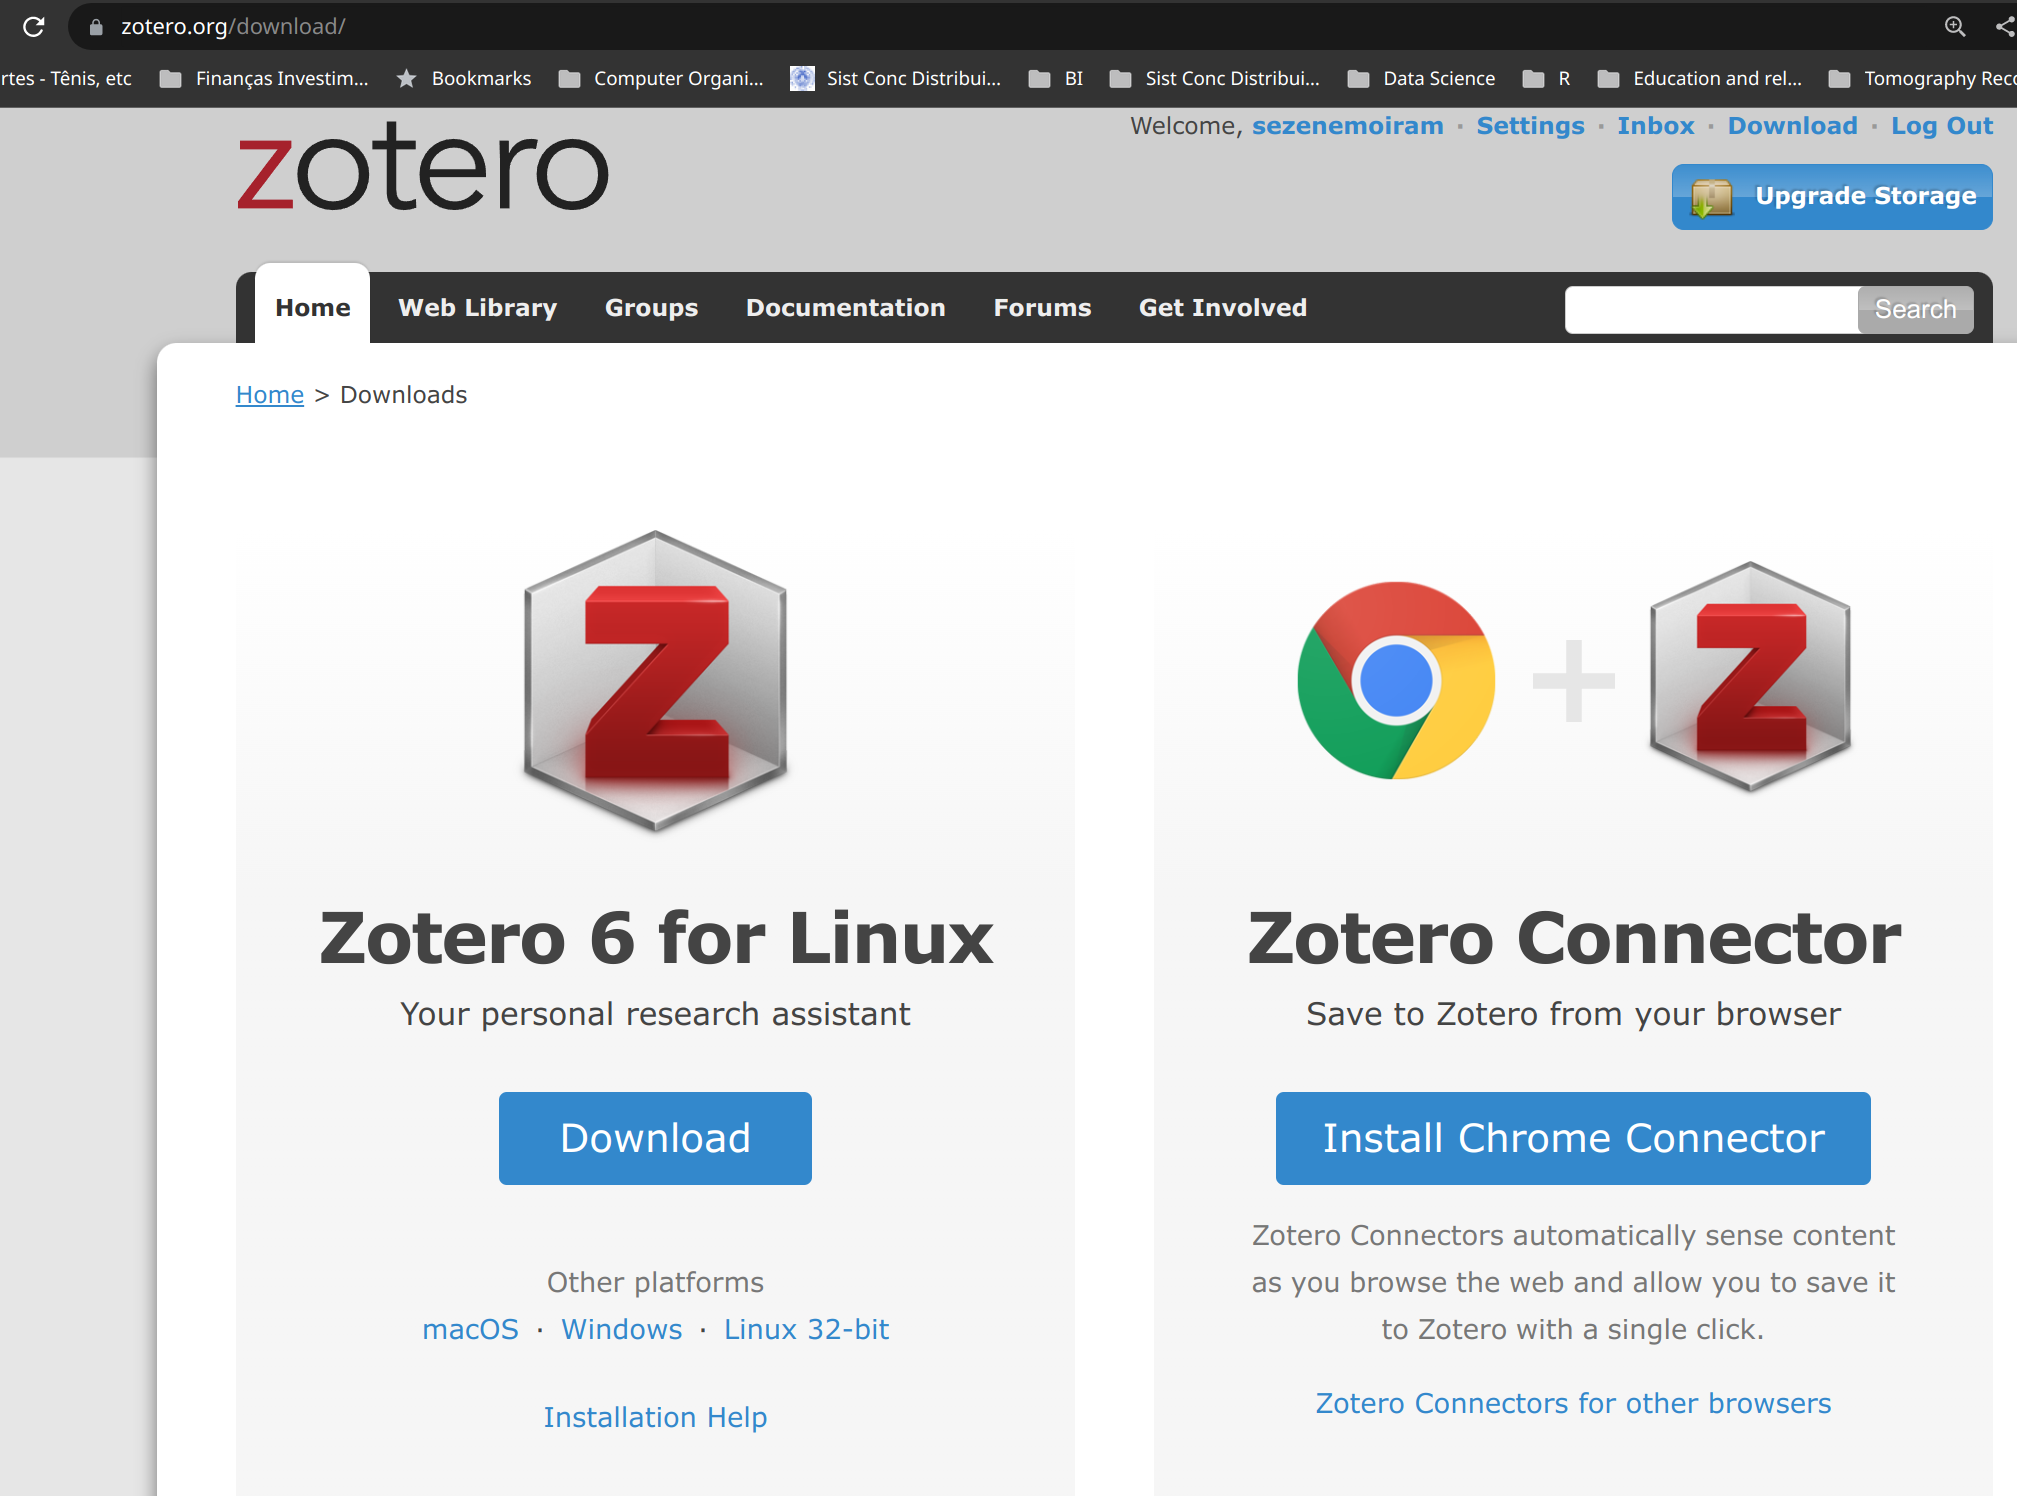 zotero.org/download/
rtes - Tênis, etc Finanças Investim... Bookmarks Computer Organi... Sist Conc Distribui... BI Sist Conc Distribui... Data Science R Education and rel... Tomography Reco
zotero
Welcome, sezenemoiram · Settings · Inbox · Download · Log Out
Upgrade Storage
Home Web Library Groups Documentation Forums Get Involved Search
Home > Downloads
Zotero 6 for Linux
Your personal research assistant
Download
Other platforms
macOS · Windows · Linux 32-bit
Installation Help
Zotero Connector
Save to Zotero from your browser
Install Chrome Connector
Zotero Connectors automatically sense content
as you browse the web and allow you to save it
to Zotero with a single click.
Zotero Connectors for other browsers